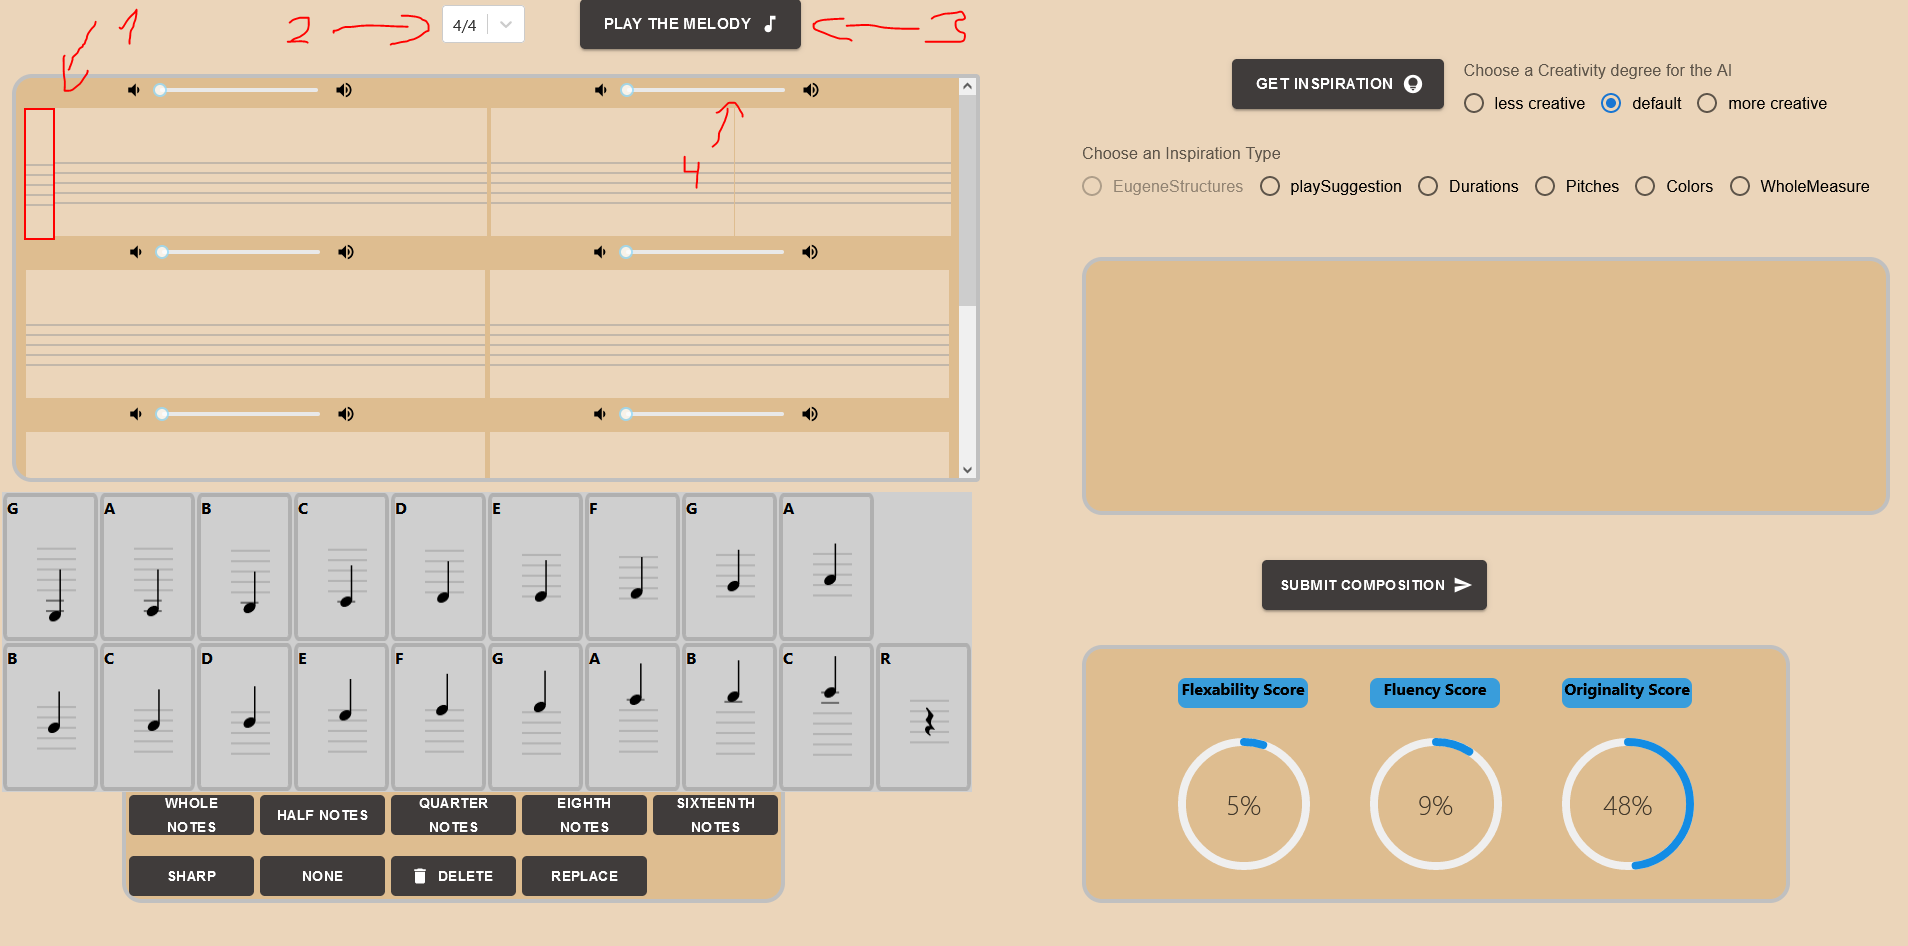 1
2
4/4
PLAY THE MELODY
3
4
GET INSPIRATION
Choose a Creativity degree for the AI
less creative default more creative
Choose an Inspiration Type
EugeneStructures playSuggestion Durations Pitches Colors WholeMeasure
G A B C D E F G A
B C D E F G A B C R
WHOLE NOTES HALF NOTES QUARTER NOTES EIGHTH NOTES SIXTEENTH NOTES
SHARP NONE DELETE REPLACE
SUBMIT COMPOSITION
Flexability Score Fluency Score Originality Score
5% 9% 48%